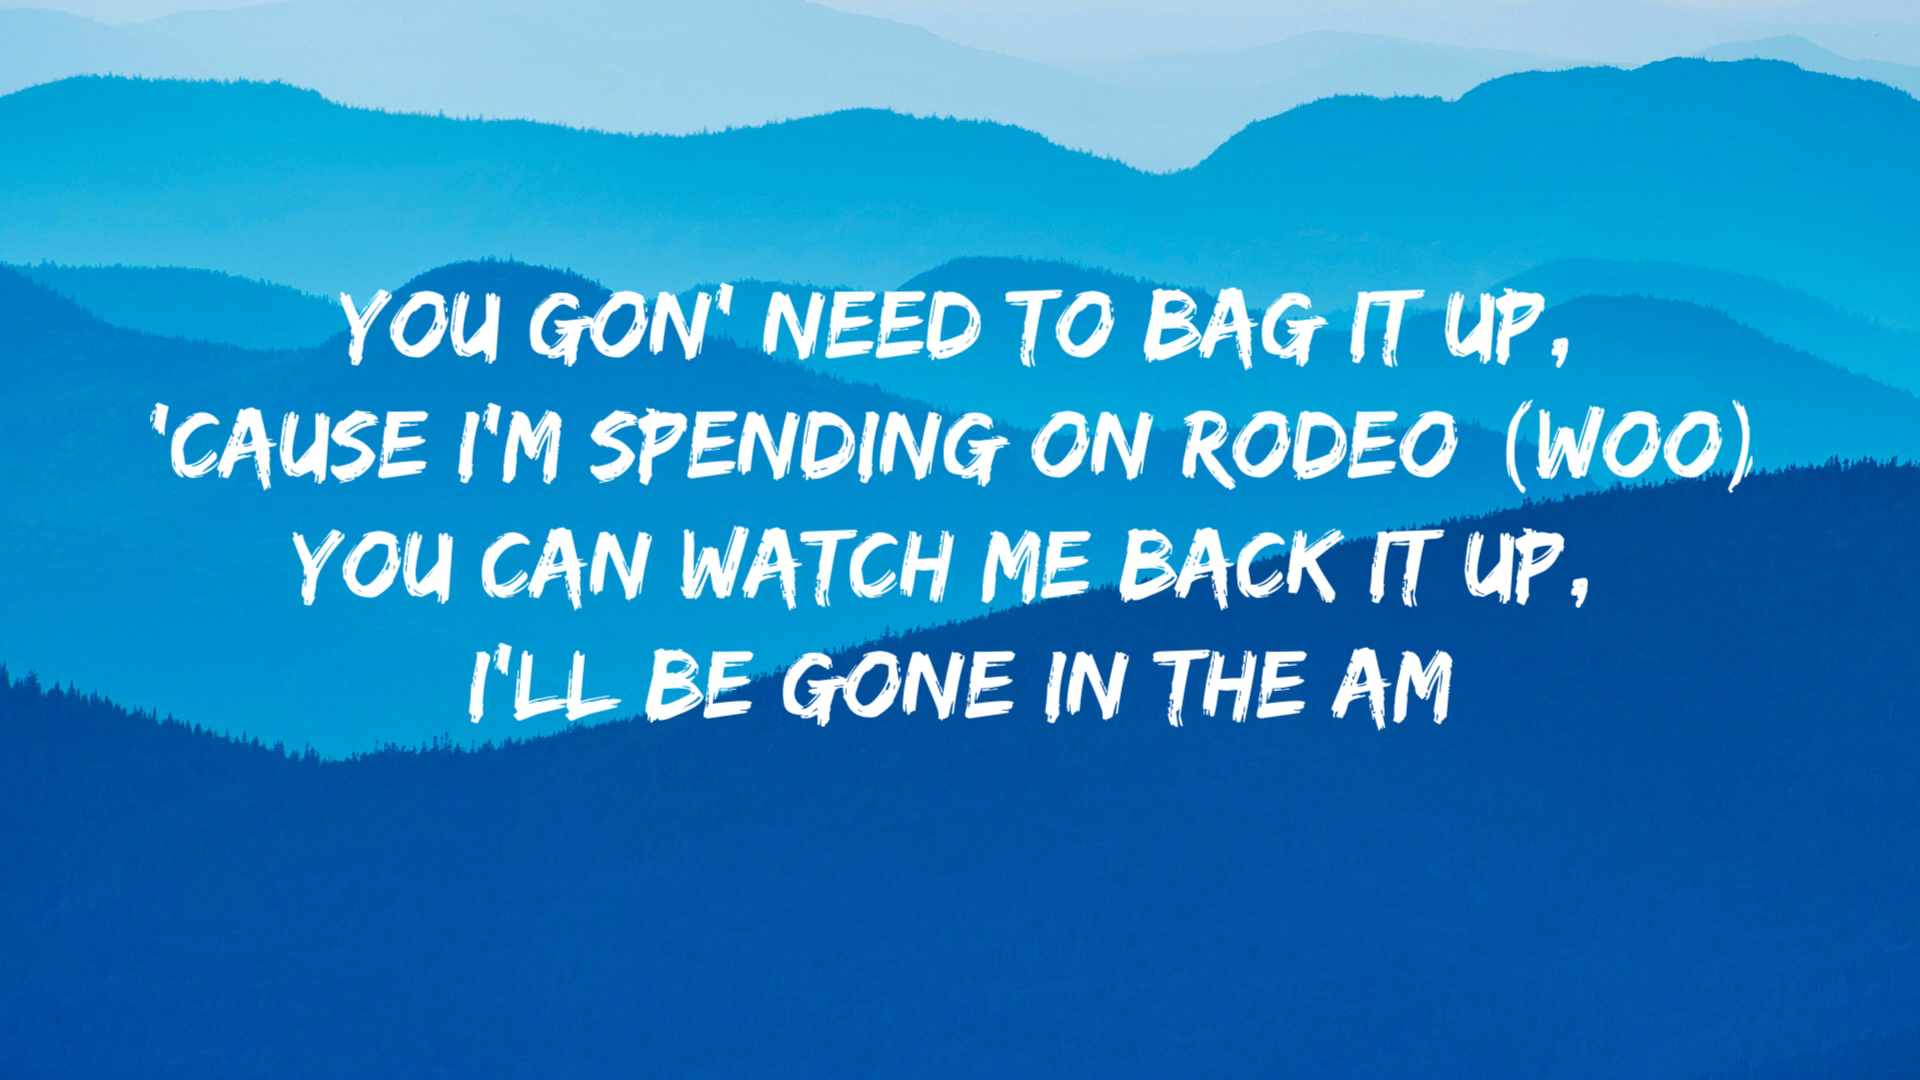 YOU GON' NEED TO BAG IT UP,
'CAUSE I'M SPENDING ON RODEO (WOO)
YOU CAN WATCH ME BACK IT UP,
I'LL BE GONE IN THE AM